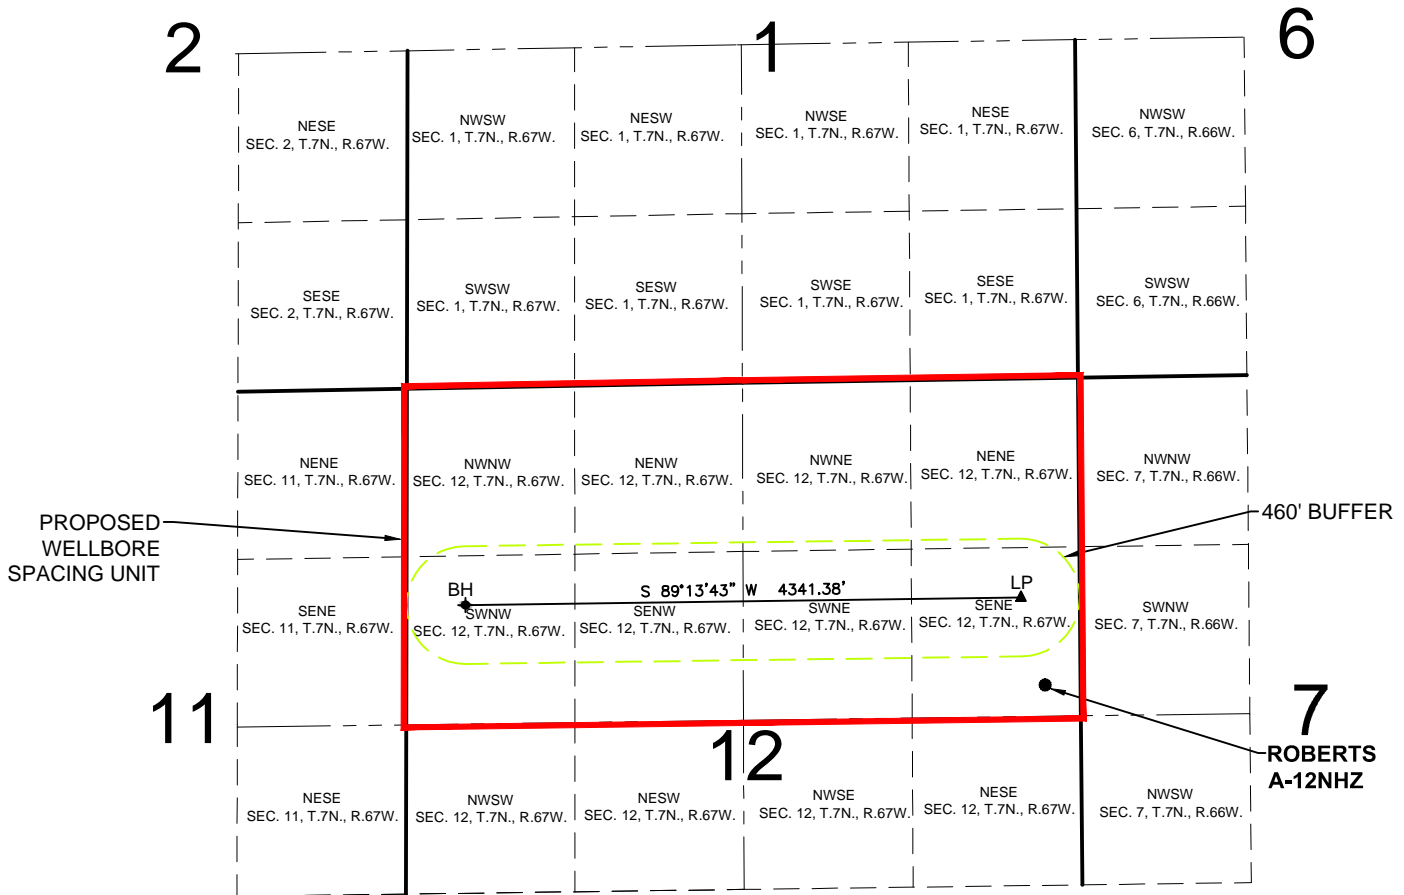 2
1
6
NESE
SEC. 2, T.7N., R.67W.
NWSW
SEC. 1, T.7N., R.67W.
NESW
SEC. 1, T.7N., R.67W.
NWSE
SEC. 1, T.7N., R.67W.
NESE
SEC. 1, T.7N., R.67W.
NWSW
SEC. 6, T.7N., R.66W.
SESE
SEC. 2, T.7N., R.67W.
SWSW
SEC. 1, T.7N., R.67W.
SESW
SEC. 1, T.7N., R.67W.
SWSE
SEC. 1, T.7N., R.67W.
SESE
SEC. 1, T.7N., R.67W.
SWSW
SEC. 6, T.7N., R.66W.
NENE
SEC. 11, T.7N., R.67W.
NWNW
SEC. 12, T.7N., R.67W.
NENW
SEC. 12, T.7N., R.67W.
NWNE
SEC. 12, T.7N., R.67W.
NENE
SEC. 12, T.7N., R.67W.
NWNW
SEC. 7, T.7N., R.66W.
PROPOSED
WELLBORE
SPACING UNIT
460' BUFFER
BH
S 89°13'43" W 4341.38'
LP
SENE
SEC. 11, T.7N., R.67W.
SWNW
SEC. 12, T.7N., R.67W.
SENW
SEC. 12, T.7N., R.67W.
SWNE
SEC. 12, T.7N., R.67W.
SENE
SEC. 12, T.7N., R.67W.
SWNW
SEC. 7, T.7N., R.66W.
11
12
7
ROBERTS
A-12NHZ
NESE
SEC. 11, T.7N., R.67W.
NWSW
SEC. 12, T.7N., R.67W.
NESW
SEC. 12, T.7N., R.67W.
NWSE
SEC. 12, T.7N., R.67W.
NESE
SEC. 12, T.7N., R.67W.
NWSW
SEC. 7, T.7N., R.66W.